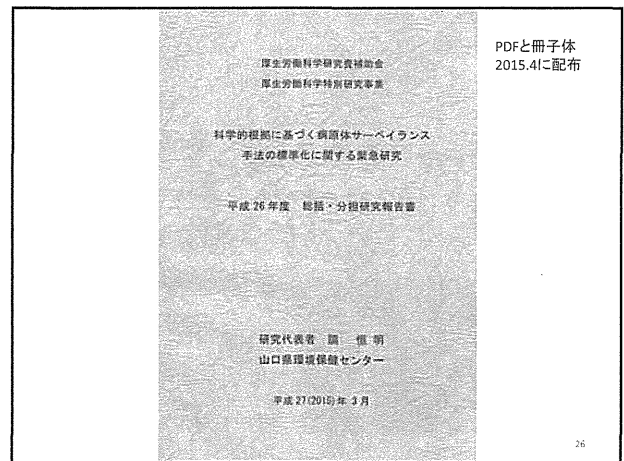 厚生労働科学研究費補助金
厚生労働科学特別研究事業
科学的根拠に基づく病原体サーベイランス
手法の標準化に関する緊急研究
平成 26 年度 総括・分担研究報告書
研究代表者 調 恒 明
山口県環境保健センター
平成 27(2015)年 3 月
PDFと冊子体
2015.4に配布
26